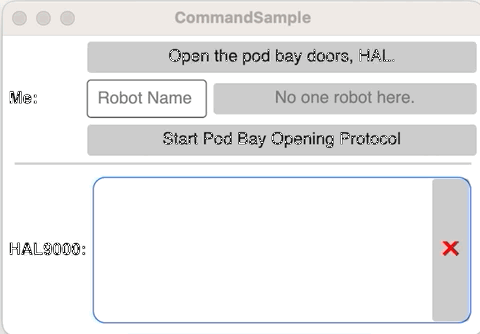 CommandSample
Open the pod bay doors, HAL.
Me:
Robot Name
No one robot here.
Start Pod Bay Opening Protocol
HAL9000: